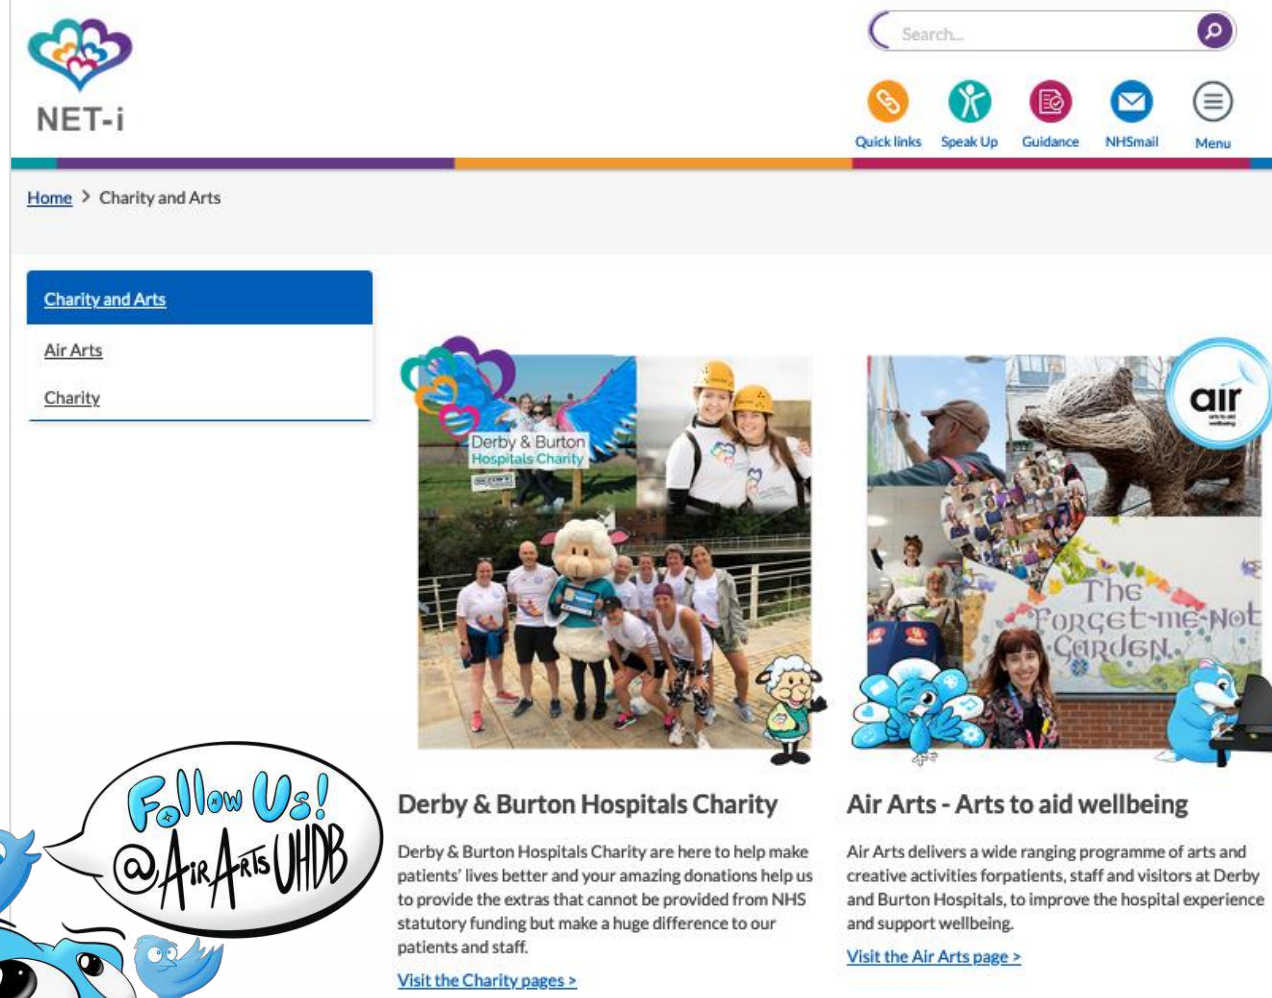 NET-i
Search...
Quick links
Speak Up
Guidance
NHSmail
Menu
Home > Charity and Arts
Charity and Arts
Air Arts
Charity
Derby & Burton
Hospitals Charity
air
arts to aid
wellbeing
The
Forget-me-not
Garden
Follow Us!
@AirArtsUHDB
Derby & Burton Hospitals Charity
Derby & Burton Hospitals Charity are here to help make
patients' lives better and your amazing donations help us
to provide the extras that cannot be provided from NHS
statutory funding but make a huge difference to our
patients and staff.
Visit the Charity pages >
Air Arts - Arts to aid wellbeing
Air Arts delivers a wide ranging programme of arts and
creative activities forpatients, staff and visitors at Derby
and Burton Hospitals, to improve the hospital experience
and support wellbeing.
Visit the Air Arts page >